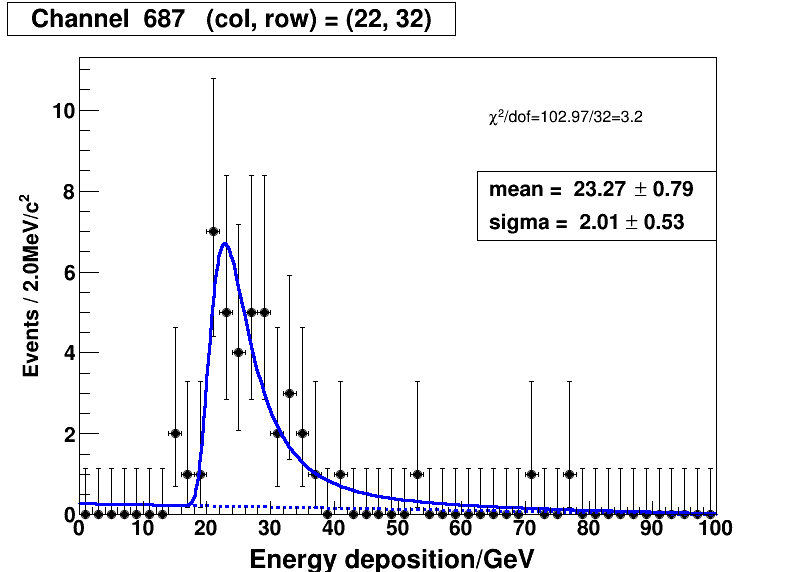 Channel 687 (col, row) = (22, 32)
χ²/dof=102.97/32=3.2
mean = 23.27 ± 0.79
sigma = 2.01 ± 0.53
Events / 2.0MeV/c²
10
8
6
4
2
0
0 10 20 30 40 50 60 70 80 90 100
Energy deposition/GeV